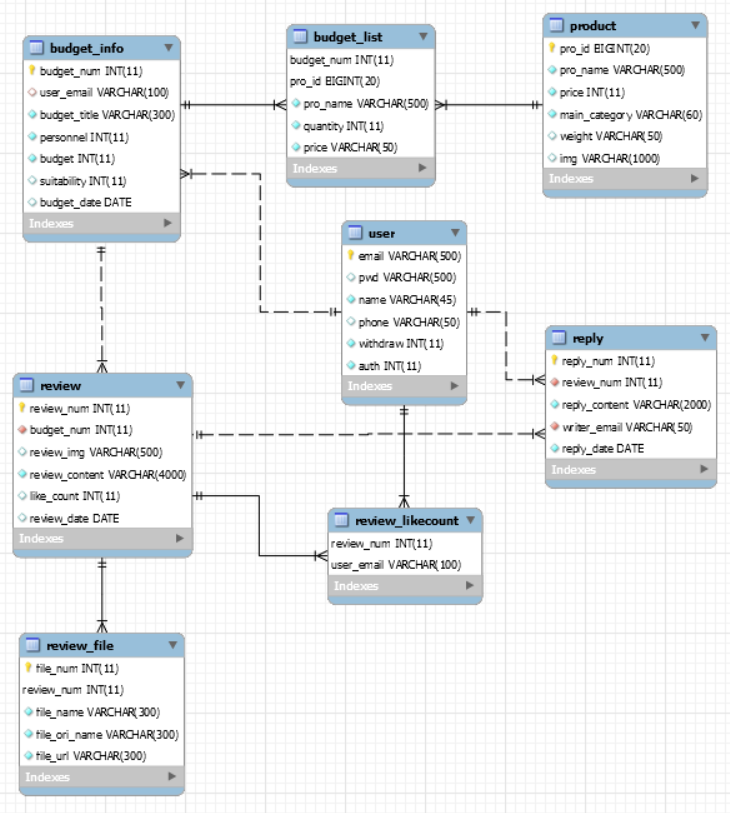 budget_info
budget_num INT(11)
user_email VARCHAR(100)
budget_title VARCHAR(300)
personnel INT(11)
budget INT(11)
suitability INT(11)
budget_date DATE
Indexes
budget_list
budget_num INT(11)
pro_id BIGINT(20)
pro_name VARCHAR(500)
quantity INT(11)
price VARCHAR(50)
Indexes
product
pro_id BIGINT(20)
pro_name VARCHAR(500)
price INT(11)
main_category VARCHAR(60)
weight VARCHAR(50)
img VARCHAR(1000)
Indexes
user
email VARCHAR(500)
pwd VARCHAR(500)
name VARCHAR(45)
phone VARCHAR(50)
withdraw INT(11)
auth INT(11)
Indexes
reply
reply_num INT(11)
review_num INT(11)
reply_content VARCHAR(2000)
writer_email VARCHAR(50)
reply_date DATE
Indexes
review
review_num INT(11)
budget_num INT(11)
review_img VARCHAR(500)
review_content VARCHAR(4000)
like_count INT(11)
review_date DATE
Indexes
review_likecount
review_num INT(11)
user_email VARCHAR(100)
Indexes
review_file
file_num INT(11)
review_num INT(11)
file_name VARCHAR(300)
file_ori_name VARCHAR(300)
file_url VARCHAR(300)
Indexes